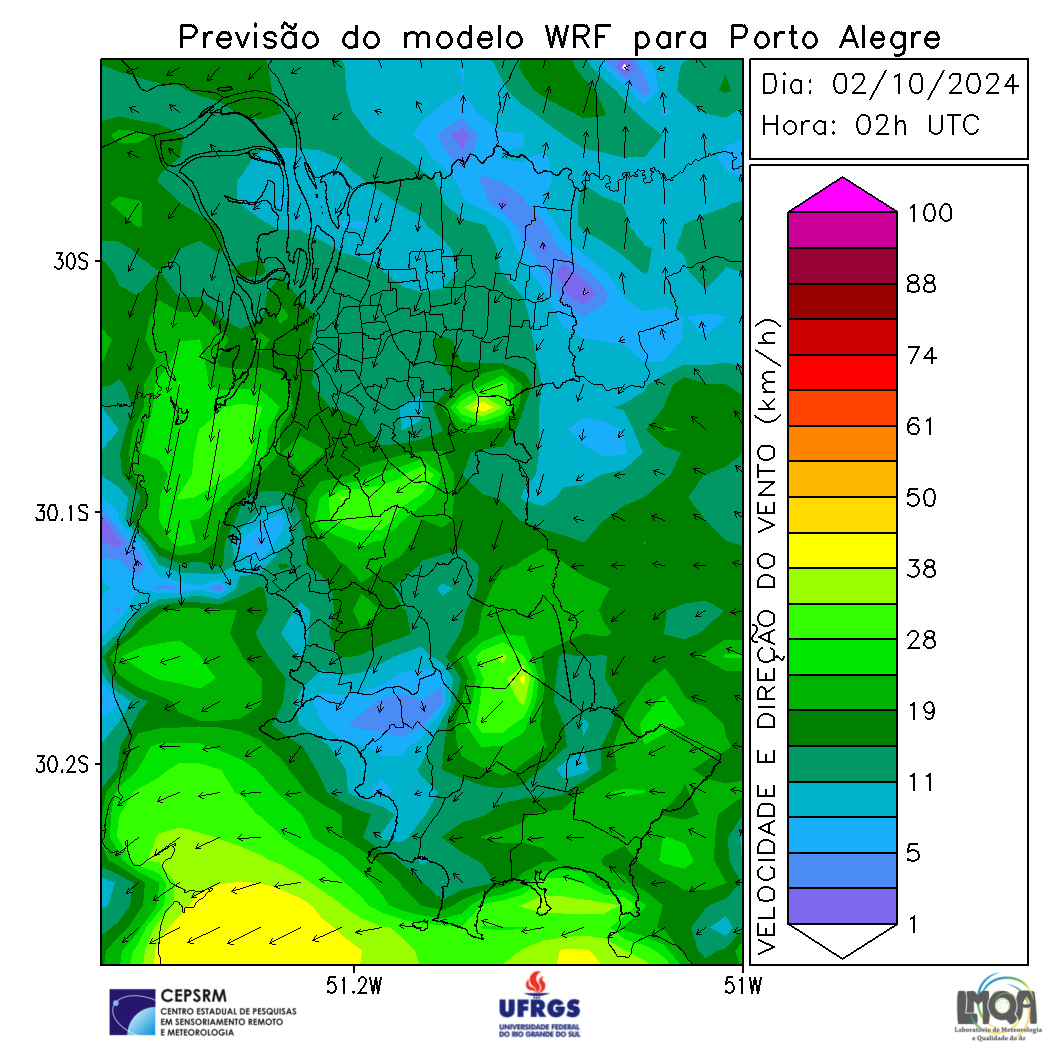 Previsão do modelo WRF para Porto Alegre
Dia: 02/10/2024
Hora: 02h UTC
30S
30.1S
30.2S
51.2W
51W
VELOCIDADE E DIREÇÃO DO VENTO (km/h)
100
88
74
61
50
38
28
19
11
5
1
CEPSRM
CENTRO ESTADUAL DE PESQUISAS
EM SENSORIAMENTO REMOTO
E METEOROLOGIA
UFRGS
UNIVERSIDADE FEDERAL
DO RIO GRANDE DO SUL
LMQA
Laboratório de Meteorologia
e Qualidade do Ar